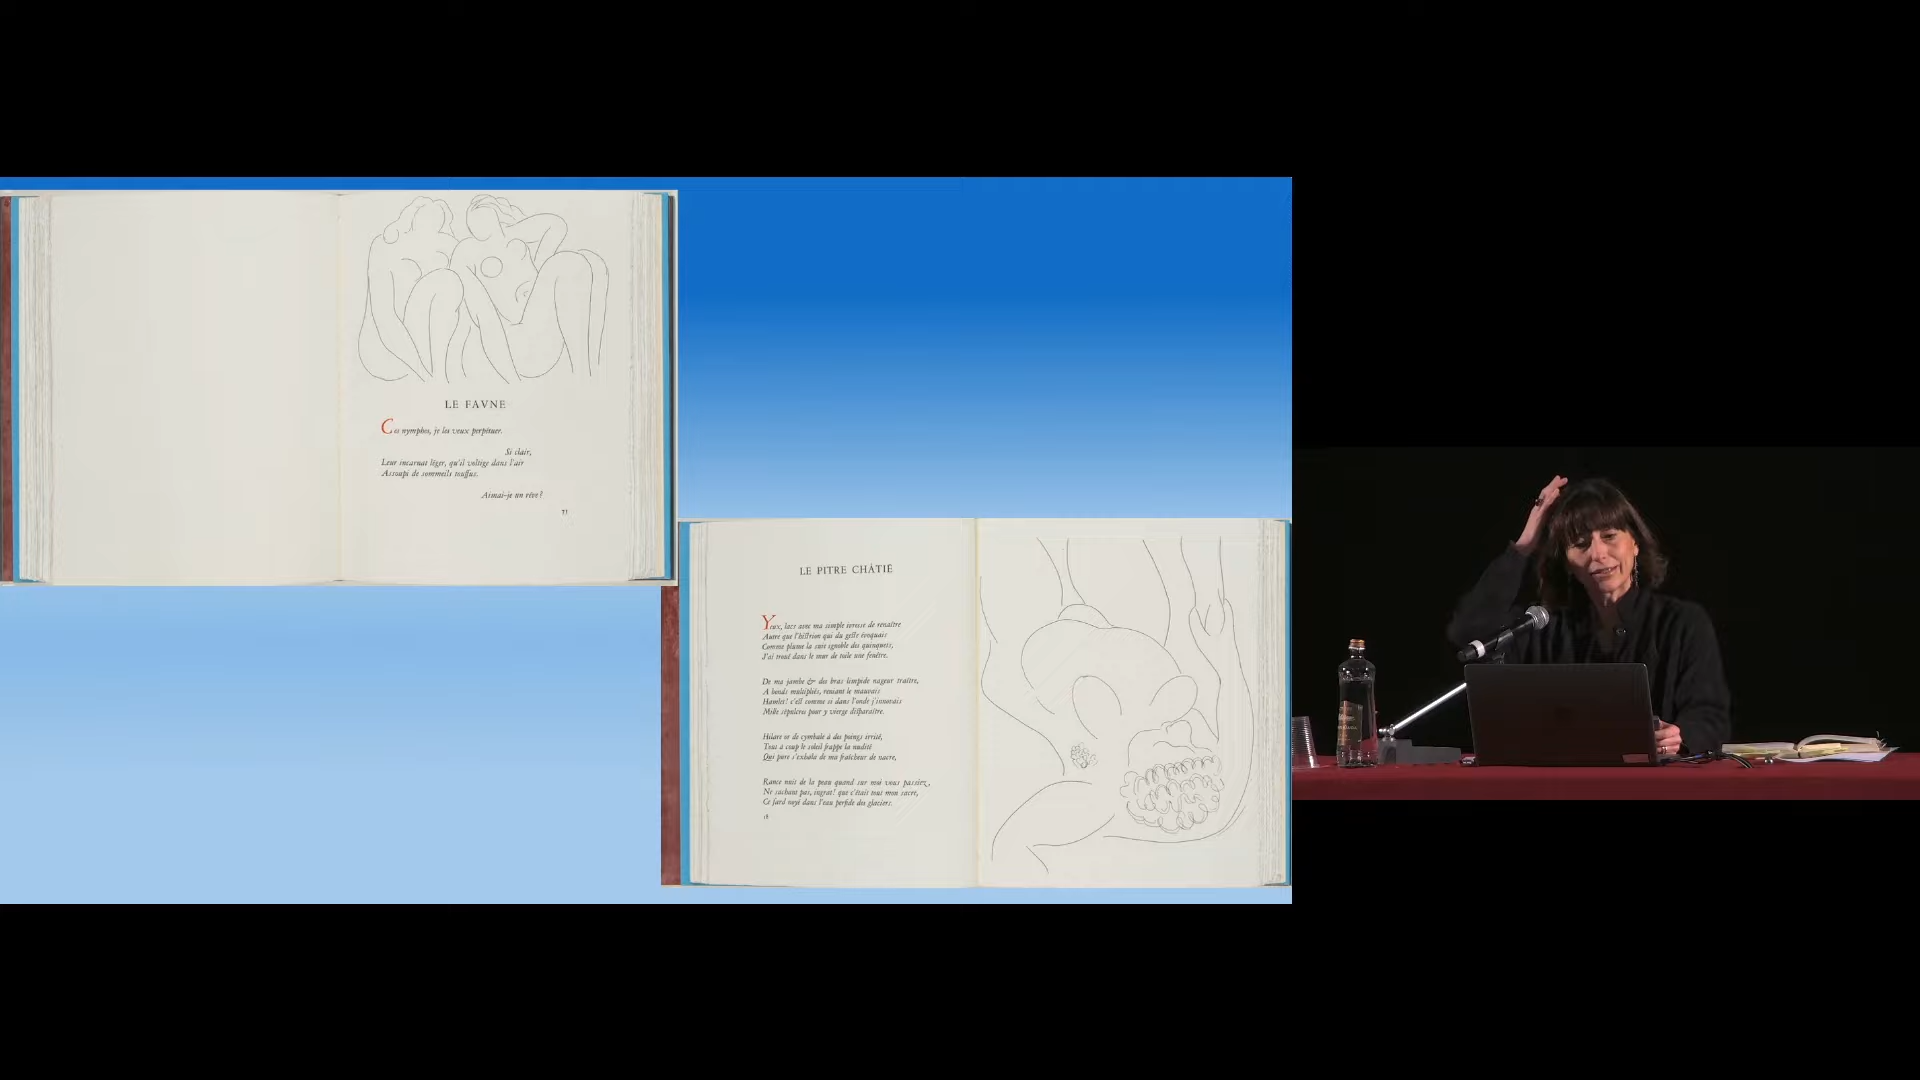 LE FAVNE
Ces nymphes, je les veux perpétuer.
Si clair,
Leur incarnat léger, qu'il voltige dans l'air
Assoupi de sommeils touffus.
Aimai-je un rêve?
LE PITRE CHÂTIÉ
Yeux, lacs avec ma simple ivresse de renaître
Autre que l'histrion qui du geste évoquais
Comme plume la suie ignoble des quinquets,
J'ai troué dans le mur de toile une fenêtre.
De ma jambe & des bras limpide nageur traître,
A bonds multipliés, reniant le mauvais
Hamlet! c'est comme si dans l'onde j'innovais
Mille sépulcres pour y vierge disparaître.
Hilare or de cymbale à des poings irrité,
Tout à coup le soleil frappe la nudité
Qui pure s'exhala de ma fraîcheur de nacre,
Rance nuit de la peau quand sur moi vous passiez,
Ne sachant pas, ingrat! que c'était tout mon sacre,
Ce fard noyé dans l'eau perfide des glaciers.